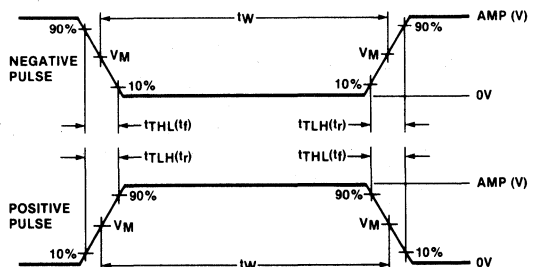 tW
AMP (V)
90% 90%
NEGATIVE
PULSE
VM VM
10% 10%
0V
tTHL(tf) tTLH(tr)
tTLH(tr) tTHL(tf)
AMP (V)
90% 90%
POSITIVE
PULSE
VM VM
10% 10%
0V
tW